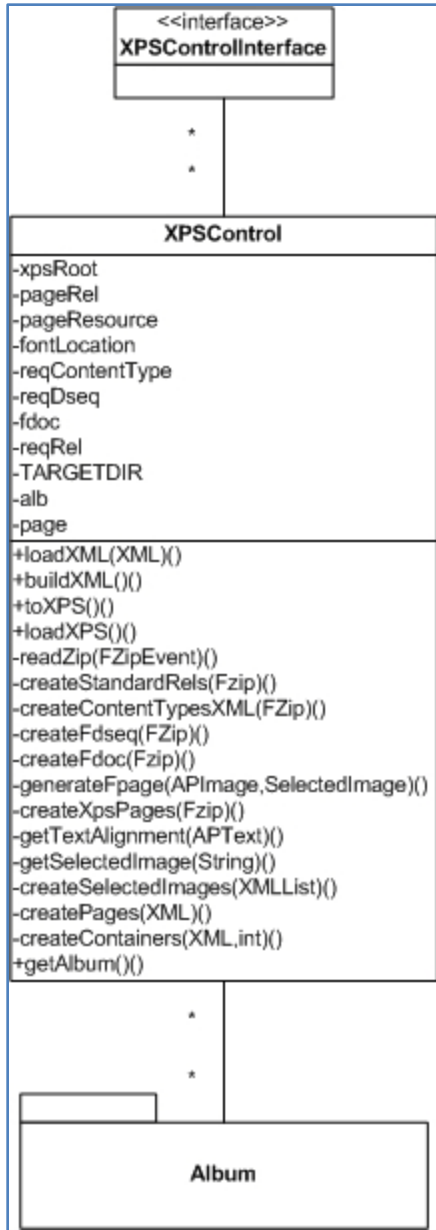 <<interface>>
XPSControlInterface
*
*
XPSControl
-xpsRoot
-pageRel
-pageResource
-fontLocation
-reqContentType
-reqDseq
-fdoc
-reqRel
-TARGETDIR
-alb
-page
+loadXML(XML)()
+buildXML()()
+toXPS()()
+loadXPS()()
-readZip(FZipEvent)()
-createStandardRels(Fzip)()
-createContentTypesXML(FZip)()
-createFdseq(FZip)()
-createFdoc(Fzip)()
-generateFpage(APImage,SelectedImage)()
-createXpsPages(Fzip)()
-getTextAlignment(APText)()
-getSelectedImage(String)()
-createSelectedImages(XMLList)()
-createPages(XML)()
-createContainers(XML,int)()
+getAlbum()()
*
*
Album